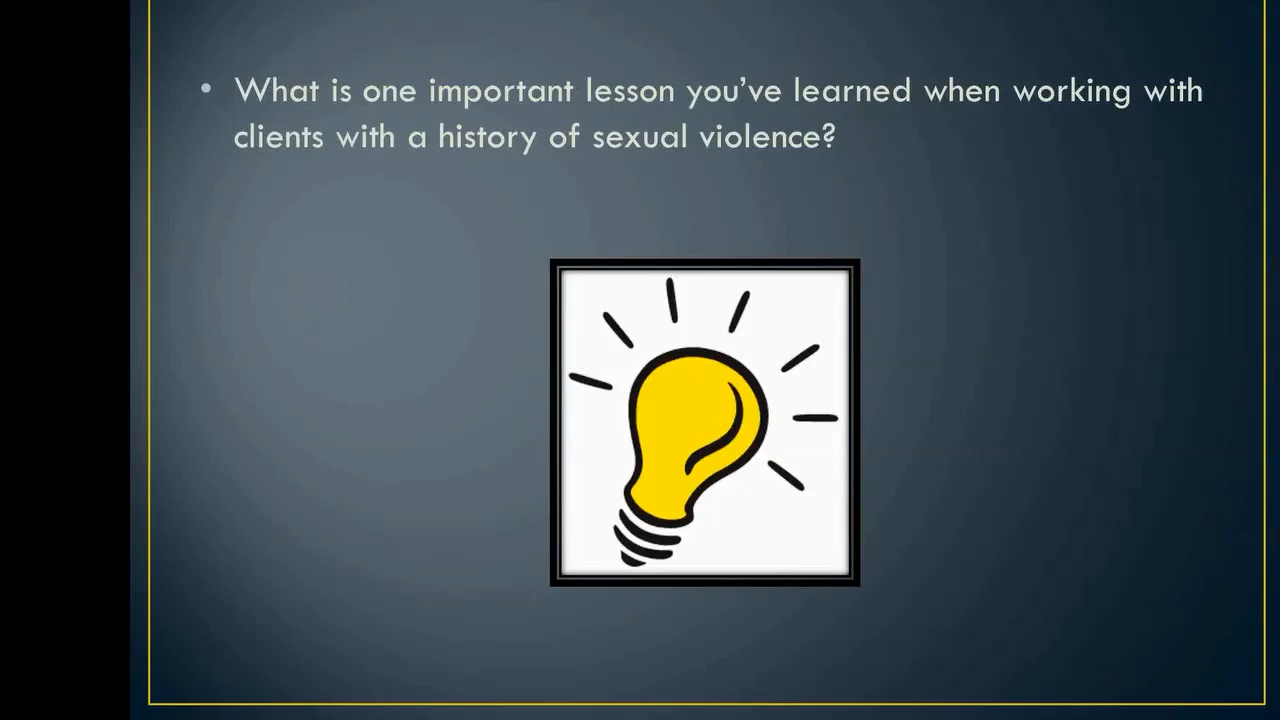 • What is one important lesson you’ve learned when working with
clients with a history of sexual violence?